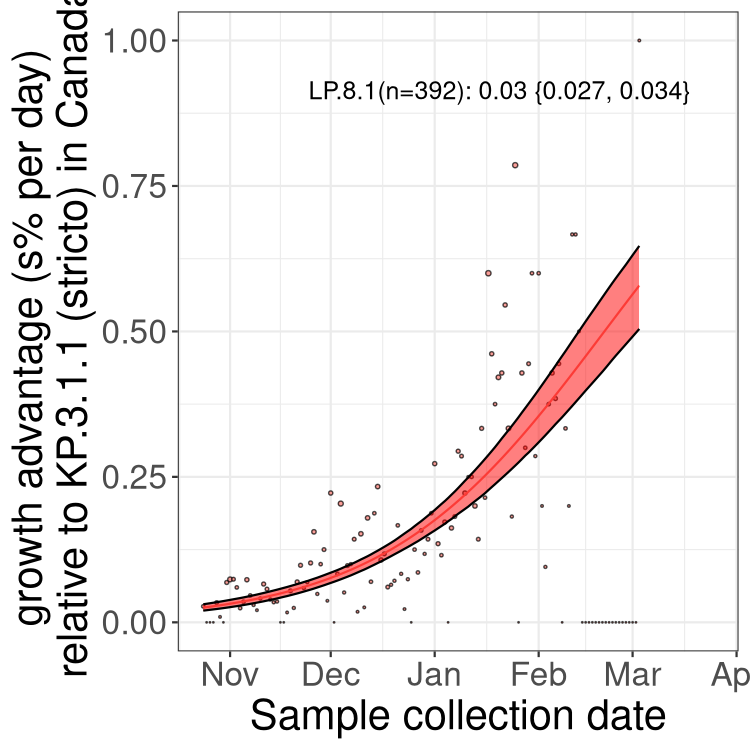 growth advantage (s% per day)
relative to KP.3.1.1 (stricto) in Canada
1.00
0.75
0.50
0.25
0.00
LP.8.1(n=392): 0.03 {0.027, 0.034}
Nov Dec Jan Feb Mar Ap
Sample collection date